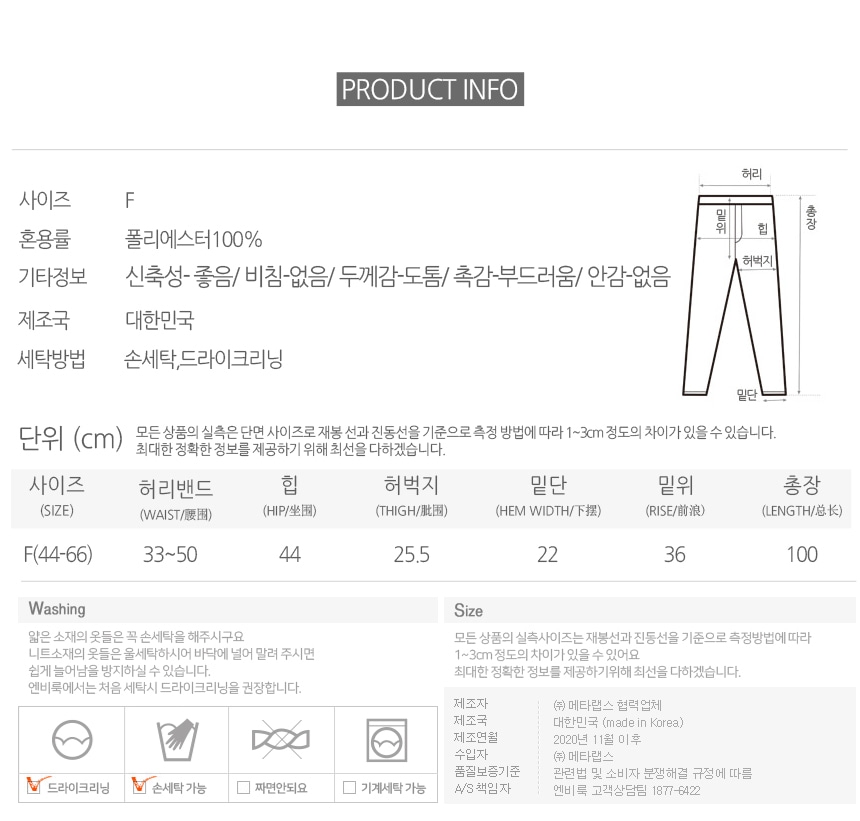 PRODUCT INFO
사이즈 F
혼용률 폴리에스터100%
기타정보 신축성- 좋음/ 비침-없음/ 두께감-도톰/ 촉감-부드러움/ 안감-없음
제조국 대한민국
세탁방법 손세탁,드라이크리닝
허리
밑위
힙
총장
허벅지
밑단
단위 (cm) 모든 상품의 실측은 단면 사이즈로 재봉 선과 진동선을 기준으로 측정 방법에 따라 1~3cm 정도의 차이가 있을 수 있습니다.
최대한 정확한 정보를 제공하기 위해 최선을 다하겠습니다.
사이즈 허리밴드 힙 허벅지 밑단 밑위 총장
(SIZE) (WAIST/腰围) (HIP/坐围) (THIGH/肶围) (HEM WIDTH/下摆) (RISE/前浪) (LENGTH/总长)
F(44-66) 33~50 44 25.5 22 36 100
Washing
얇은 소재의 옷들은 꼭 손세탁을 해주시구요
니트소재의 옷들은 울세탁하시어 바닥에 널어 말려 주시면
쉽게 늘어남을 방지하실 수 있습니다.
엔비룩에서는 처음 세탁시 드라이크리닝을 권장합니다.
드라이크리닝 손세탁 가능 짜면안되요 기계세탁 가능
Size
모든 상품의 실측사이즈는 재봉선과 진동선을 기준으로 측정방법에 따라
1~3cm 정도의 차이가 있을 수 있어요
최대한 정확한 정보를 제공하기위해 최선을 다하겠습니다.
제조자 ㈜ 메타랩스 협력업체
제조국 대한민국 (made in Korea)
제조연월 2020년 11월 이후
수입자 ㈜ 메타랩스
품질보증기준 관련법 및 소비자 분쟁해결 규정에 따름
A/S 책임자 엔비룩 고객상담팀 1877-6422